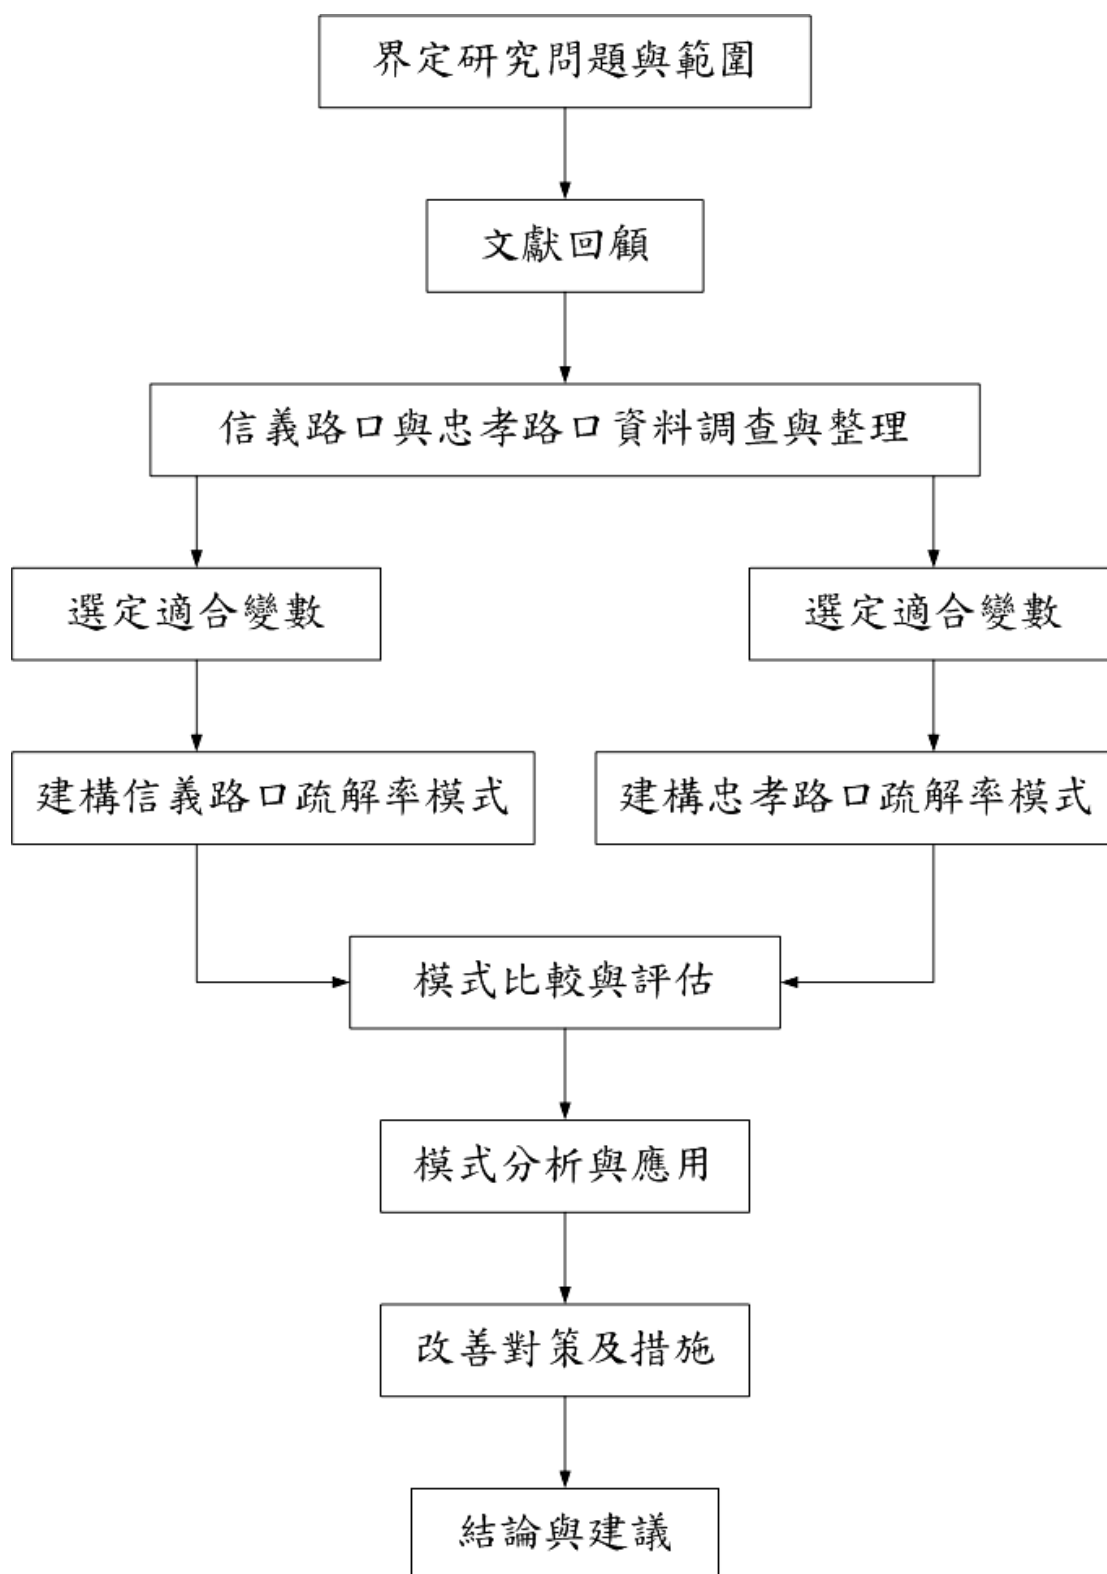 界定研究問題與範圍
文獻回顧
信義路口與忠孝路口資料調查與整理
選定適合變數
選定適合變數
建構信義路口疏解率模式
建構忠孝路口疏解率模式
模式比較與評估
模式分析與應用
改善對策及措施
結論與建議